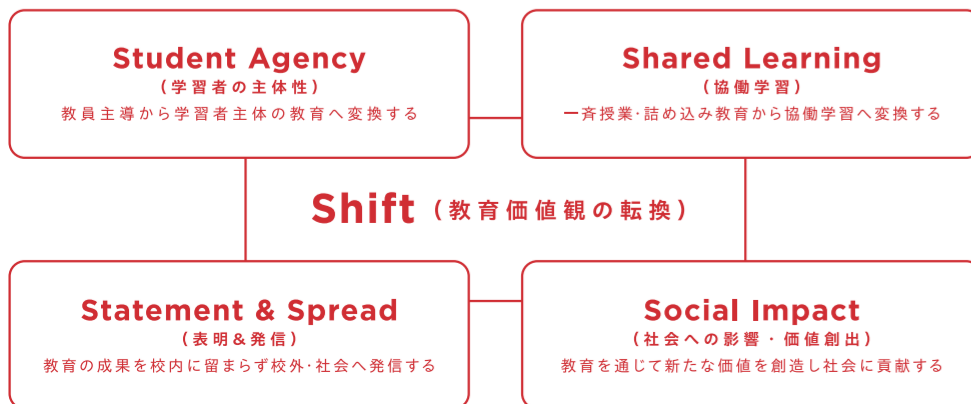 Student Agency
(学習者の主体性)
教員主導から学習者主体の教育へ変換する
Shared Learning
(協働学習)
一斉授業・詰め込み教育から協働学習へ変換する
Shift (教育価値観の転換)
Statement & Spread
(表明&発信)
教育の成果を校内に留まらず校外・社会へ発信する
Social Impact
(社会への影響・価値創出)
教育を通じて新たな価値を創造し社会に貢献する